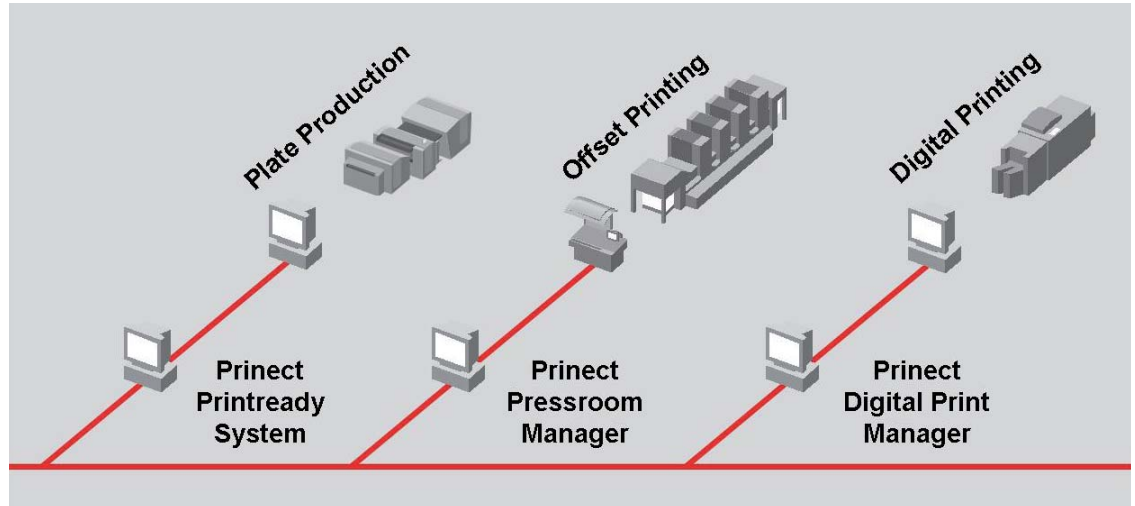 Plate Production
Offset Printing
Digital Printing
Prinect
Printready
System
Prinect
Pressroom
Manager
Prinect
Digital Print
Manager